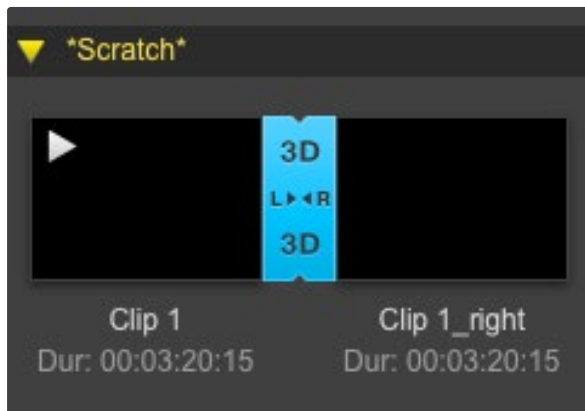 *Scratch*
3D
L R
3D
Clip 1
Clip 1_right
Dur: 00:03:20:15
Dur: 00:03:20:15